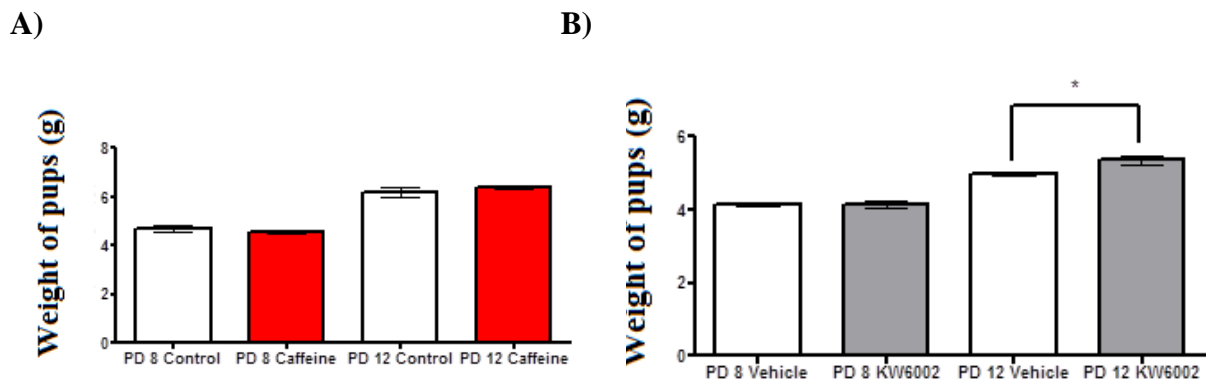 A)
B)
Weight of pups (g)
8
6
4
2
0
PD 8 Control PD 8 Caffeine PD 12 Control PD 12 Caffeine
Weight of pups (g)
*
6
4
2
0
PD 8 Vehicle PD 8 KW6002 PD 12 Vehicle PD 12 KW6002